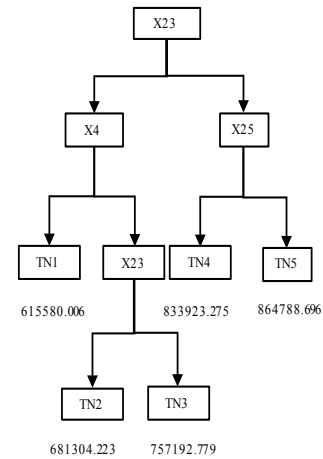 X23
X4
X25
TN1
X23
TN4
TN5
615580.006
833923.275
864788.696
TN2
TN3
681304.223
757192.779